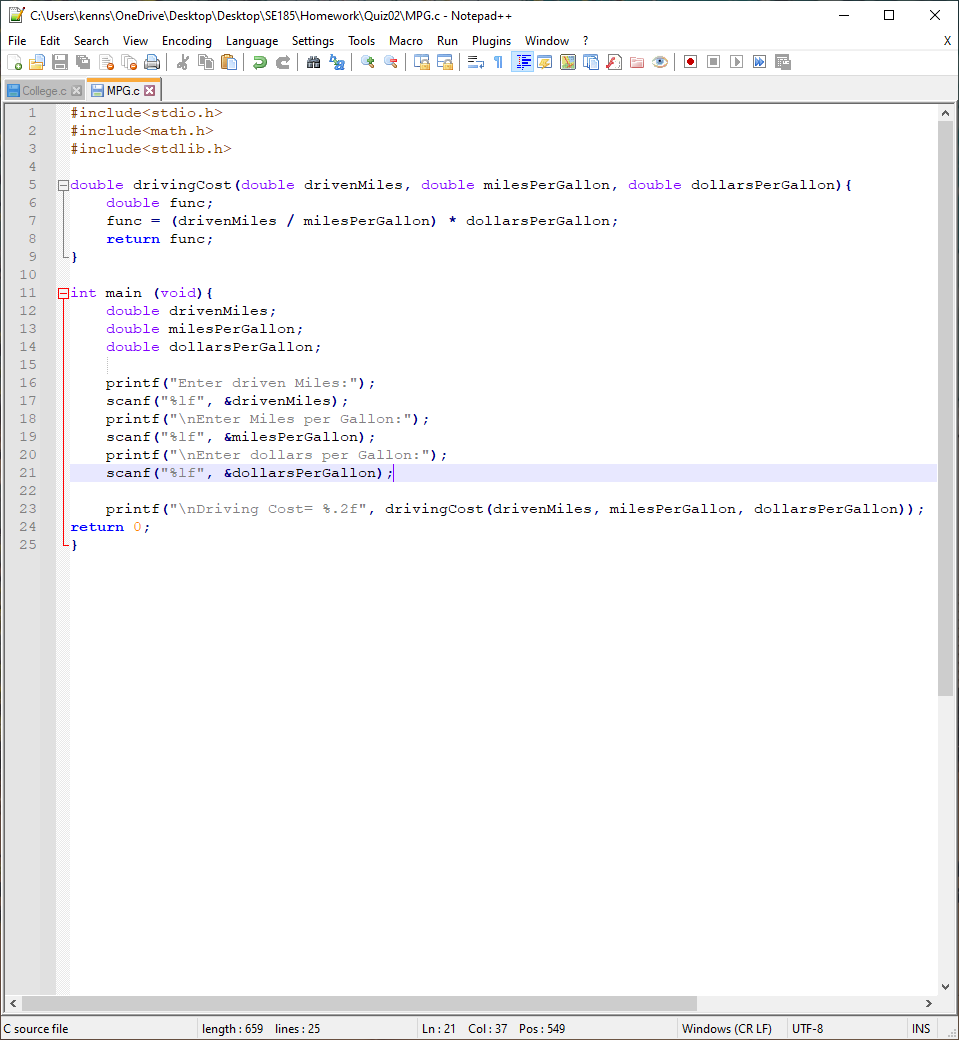 C:\Users\kenns\OneDrive\Desktop\Desktop\SE185\Homework\Quiz02\MPG.c - Notepad++
File Edit Search View Encoding Language Settings Tools Macro Run Plugins Window ? X
College.c MPG.c
1 #include<stdio.h>
2 #include<math.h>
3 #include<stdlib.h>
4
5 double drivingCost(double drivenMiles, double milesPerGallon, double dollarsPerGallon){
6 double func;
7 func = (drivenMiles / milesPerGallon) * dollarsPerGallon;
8 return func;
9 }
10
11 int main (void){
12 double drivenMiles;
13 double milesPerGallon;
14 double dollarsPerGallon;
15
16 printf("Enter driven Miles:");
17 scanf("%lf", &drivenMiles);
18 printf("\nEnter Miles per Gallon:");
19 scanf("%lf", &milesPerGallon);
20 printf("\nEnter dollars per Gallon:");
21 scanf("%lf", &dollarsPerGallon);
22
23 printf("\nDriving Cost= %.2f", drivingCost(drivenMiles, milesPerGallon, dollarsPerGallon));
24 return 0;
25 }
C source file length : 659 lines : 25 Ln : 21 Col : 37 Pos : 549 Windows (CR LF) UTF-8 INS